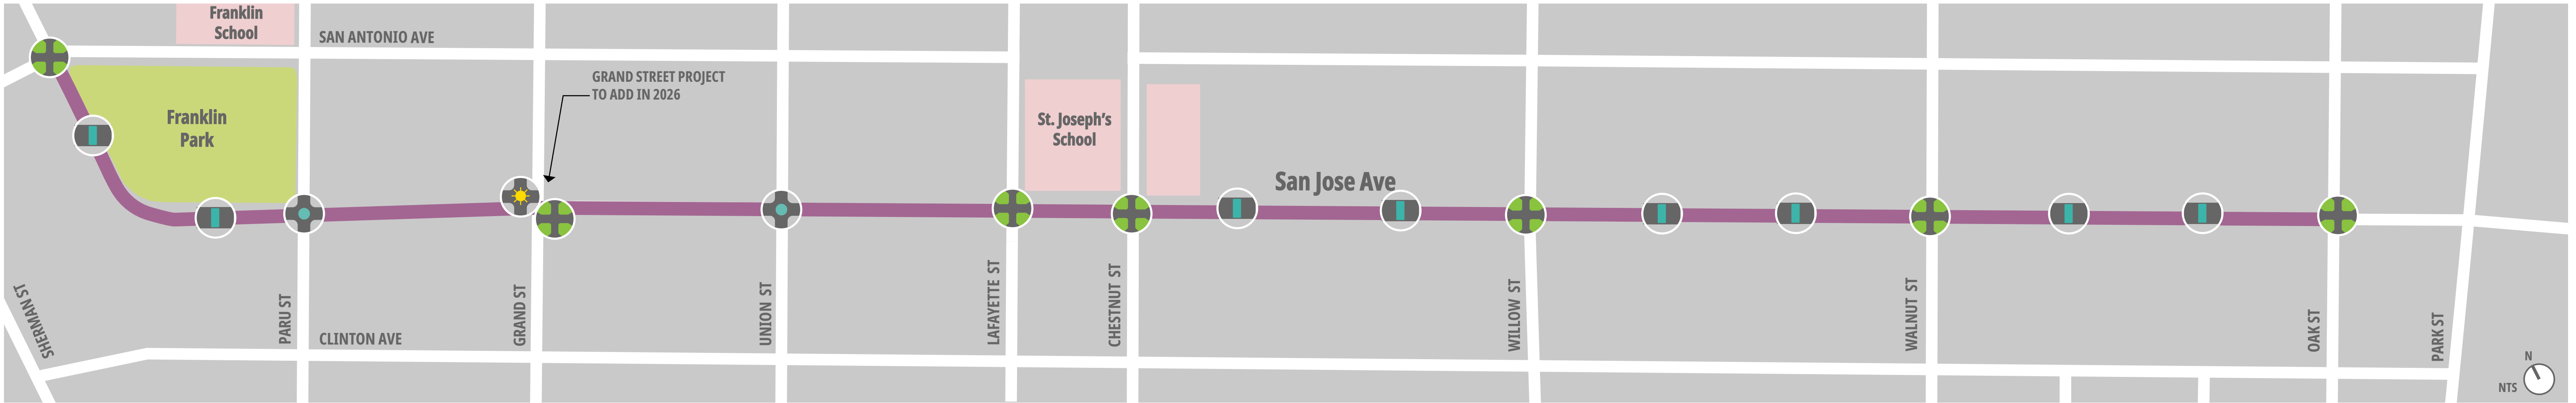 Franklin
School
SAN ANTONIO AVE
GRAND STREET PROJECT
TO ADD IN 2026
Franklin
Park
St. Joseph's
School
San Jose Ave
SHERMAN ST
PARU ST
GRAND ST
UNION ST
LAFAYETTE ST
CHESTNUT ST
WILLOW ST
WALNUT ST
OAK ST
PARK ST
CLINTON AVE
N
NTS